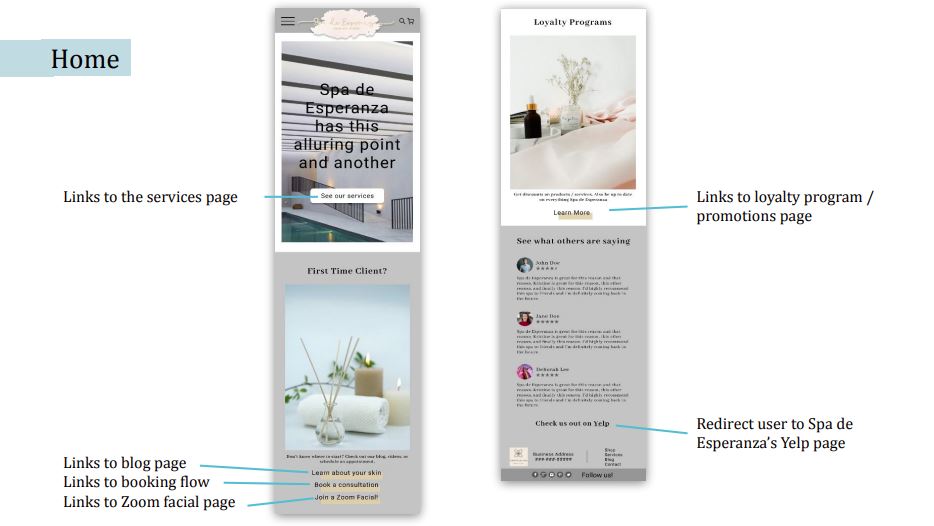 Home
Spa de
Esperanza
has this
alluring point
and another
See our services
Links to the services page
First Time Client?
Don't know where to start? Check out our blog, videos, or
schedule an appointment.
Learn about your skin
Book a consultation
Join a Zoom Facial!
Links to blog page
Links to booking flow
Links to Zoom facial page
Loyalty Programs
Get discounts on products / services. Also be up to date
on everything Spa de Esperanza
Learn More
Links to loyalty program /
promotions page
See what others are saying
John Doe
Spa de Esperanza is great for this reason and that
reason. Kristine is great for this reason, this other
reason, and finally this reason. I'd highly recommend
this spa to friends and I'm definitely coming back in
the future.
Jane Doe
Spa de Esperanza is great for this reason and that
reason. Kristine is great for this reason, this other
reason, and finally this reason. I'd highly recommend
this spa to friends and I'm definitely coming back in
the future.
Deborah Lee
Spa de Esperanza is great for this reason and that
reason. Kristine is great for this reason, this other
reason, and finally this reason. I'd highly recommend
this spa to friends and I'm definitely coming back in
the future.
Check us out on Yelp
Redirect user to Spa de
Esperanza's Yelp page
Business Address
###-###-#####
Shop
Services
Blog
Contact
Follow us!